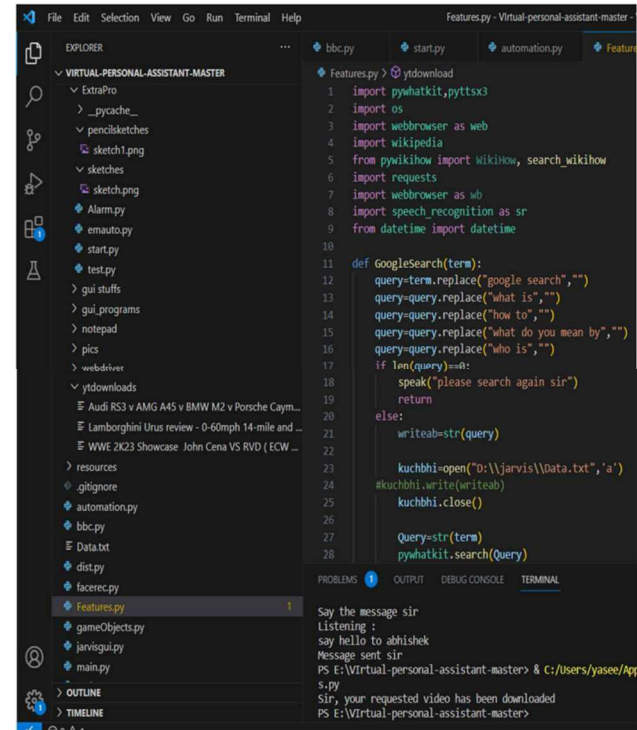 File Edit Selection View Go Run Terminal Help
Features.py - VIrtual-personal-assistant-master -
EXPLORER
VIRTUAL-PERSONAL-ASSISTANT-MASTER
ExtraPro
__pycache__
pencilsketches
sketch1.png
sketches
sketch.png
Alarm.py
emauto.py
start.py
test.py
gui stuffs
gui_programs
notepad
pics
webdriver
ytdownloads
Audi RS3 v AMG A45 v BMW M2 v Porsche Caym...
Lamborghini Urus review - 0-60mph 14-mile and ...
WWE 2K23 Showcase John Cena VS RVD ( ECW ...
resources
.gitignore
automation.py
bbc.py
Data.txt
dist.py
facerec.py
Features.py 1
gameObjects.py
jarvisgui.py
main.py
OUTLINE
TIMELINE
1
1
bbc.py start.py automation.py Feature
Features.py > ytdownload
1 import pywhatkit,pyttsx3
2 import os
3 import webbrowser as web
4 import wikipedia
5 from pywikihow import WikiHow, search_wikihow
6 import requests
7 import webbrowser as wb
8 import speech_recognition as sr
9 from datetime import datetime
10
11 def GoogleSearch(term):
12 query=term.replace("google search","")
13 query=query.replace("what is","")
14 query=query.replace("how to","")
15 query=query.replace("what do you mean by","")
16 query=query.replace("who is","")
17 if len(query)==0:
18 speak("please search again sir")
19 return
20 else:
21 writeab=str(query)
22
23 kuchbhi=open("D:\\jarvis\\Data.txt",'a')
24 #kuchbhi.write(writeab)
25 kuchbhi.close()
26
27 Query=str(term)
28 pywhatkit.search(Query)
PROBLEMS 1 OUTPUT DEBUG CONSOLE TERMINAL
Say the message sir
Listening :
say hello to abhishek
Message sent sir
PS E:\VIrtual-personal-assistant-master> & C:/Users/yasee/App
s.py
Sir, your requested video has been downloaded
PS E:\VIrtual-personal-assistant-master>